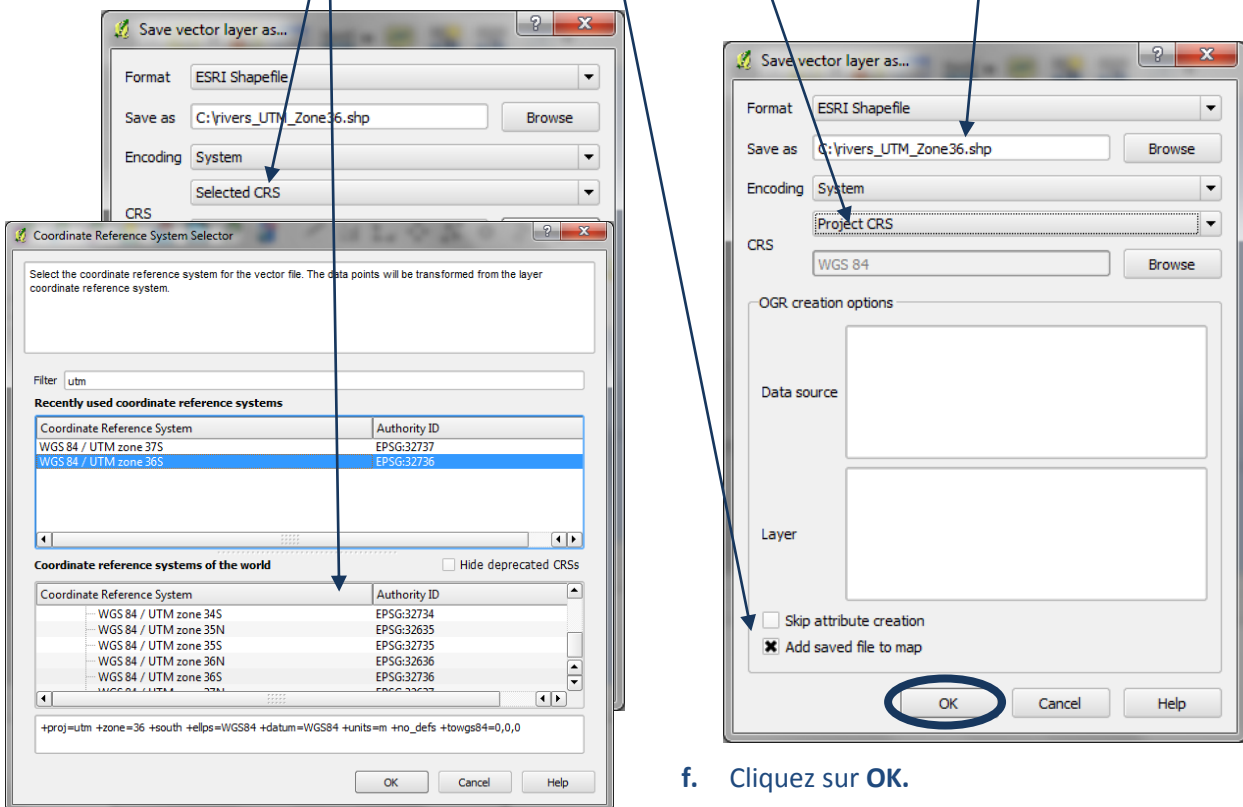 Save vector layer as...
Format ESRI Shapefile
Save as C:\rivers_UTM_Zone36.shp Browse
Encoding System
Selected CRS
CRS
Coordinate Reference System Selector
Select the coordinate reference system for the vector file. The data points will be transformed from the layer
coordinate reference system.
Filter utm
Recently used coordinate reference systems
Coordinate Reference System Authority ID
WGS 84 / UTM zone 37S EPSG:32737
WGS 84 / UTM zone 36S EPSG:32736
Coordinate reference systems of the world Hide deprecated CRSs
Coordinate Reference System Authority ID
WGS 84 / UTM zone 34S EPSG:32734
WGS 84 / UTM zone 35N EPSG:32635
WGS 84 / UTM zone 35S EPSG:32735
WGS 84 / UTM zone 36N EPSG:32636
WGS 84 / UTM zone 36S EPSG:32736
WGS 84 / UTM zone 37N EPSG:32637
+proj=utm +zone=36 +south +ellps=WGS84 +datum=WGS84 +units=m +no_defs +towgs84=0,0,0
OK Cancel Help
Save vector layer as...
Format ESRI Shapefile
Save as C:\rivers_UTM_Zone36.shp Browse
Encoding System
Project CRS
CRS
WGS 84 Browse
OGR creation options
Data source
Layer
Skip attribute creation
Add saved file to map
OK Cancel Help
f. Cliquez sur OK.